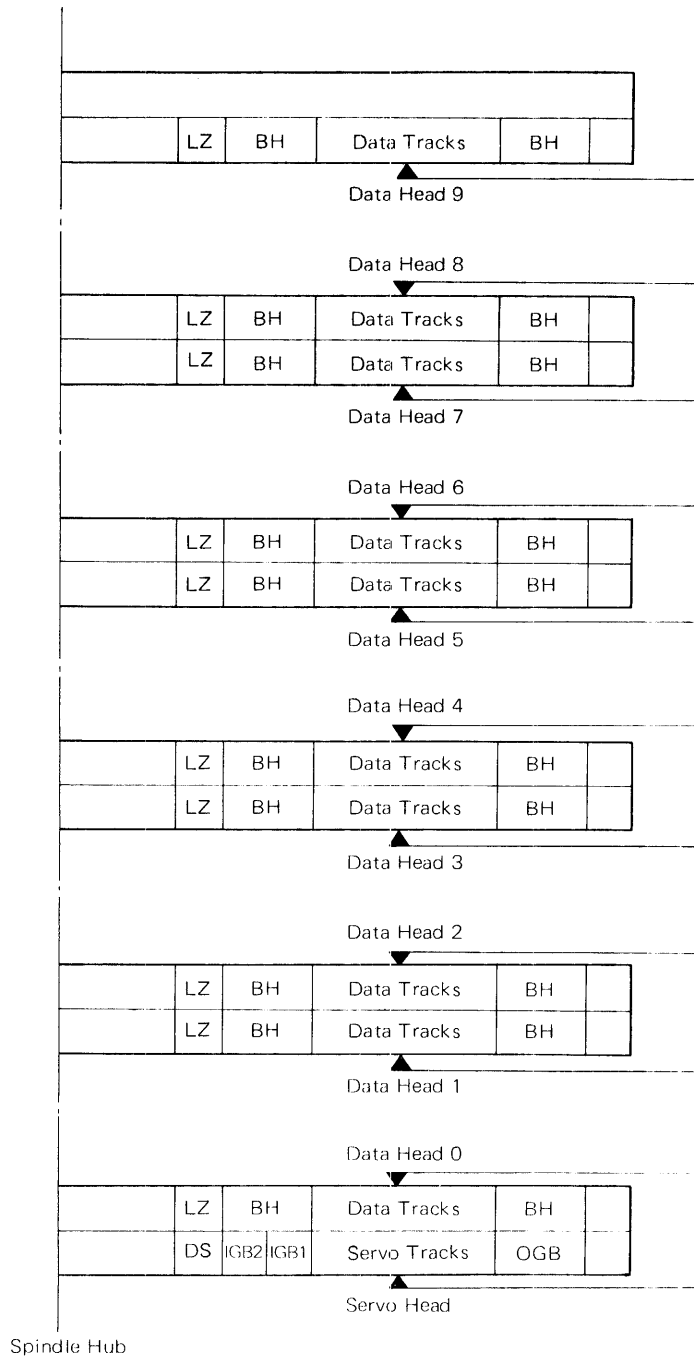 LZ BH Data Tracks BH
Data Head 9
Data Head 8
LZ BH Data Tracks BH
LZ BH Data Tracks BH
Data Head 7
Data Head 6
LZ BH Data Tracks BH
LZ BH Data Tracks BH
Data Head 5
Data Head 4
LZ BH Data Tracks BH
LZ BH Data Tracks BH
Data Head 3
Data Head 2
LZ BH Data Tracks BH
LZ BH Data Tracks BH
Data Head 1
Data Head 0
LZ BH Data Tracks BH
DS IGB2 IGB1 Servo Tracks OGB
Servo Head
Spindle Hub